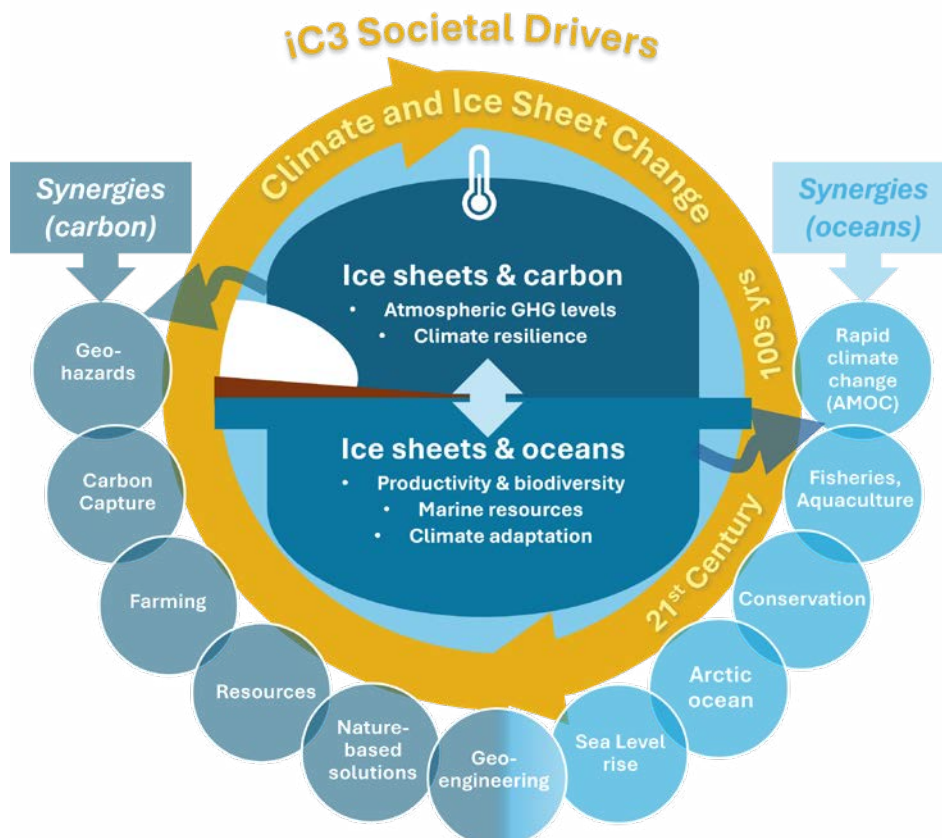 iC3 Societal Drivers
Climate and Ice Sheet Change
100s yrs
21st Century
Synergies
(carbon)
Synergies
(oceans)
Ice sheets & carbon
• Atmospheric GHG levels
• Climate resilience
Ice sheets & oceans
• Productivity & biodiversity
• Marine resources
• Climate adaptation
Geo-
hazards
Carbon
Capture
Farming
Resources
Nature-
based
solutions
Geo-
engineering
Sea Level
rise
Arctic
ocean
Conservation
Fisheries,
Aquaculture
Rapid
climate
change
(AMOC)